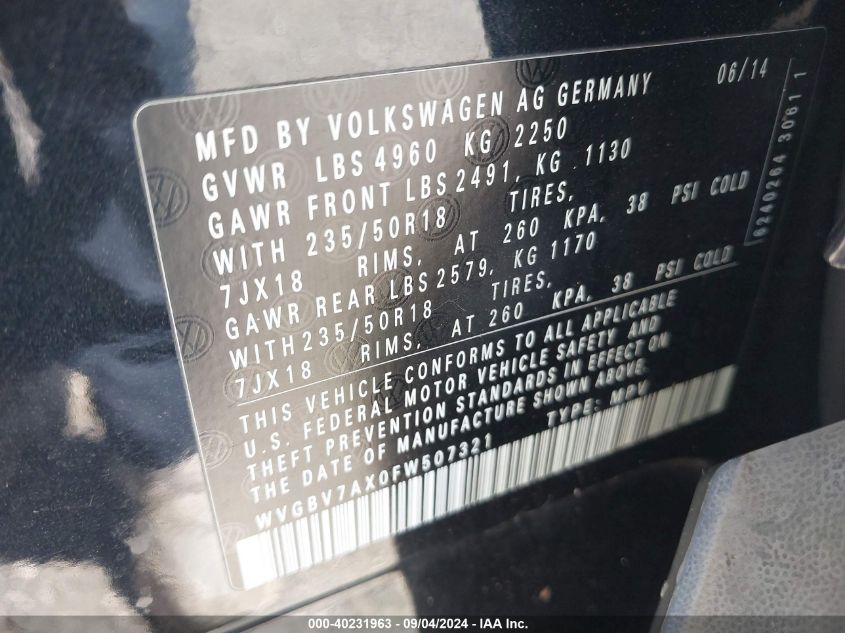 MFD BY VOLKSWAGEN AG GERMANY 06/14
GVWR LBS 4960 KG 2250
GAWR FRONT LBS 2491, KG . 1130
WITH 235/50R18 TIRES,
7JX18 RIMS, AT 260 KPA, 38 PSI COLD
GAWR REAR LBS 2579, KG 1170
WITH 235/50R18 TIRES,
7JX18 RIMS, AT 260 KPA, 38 PSI COLD
THIS VEHICLE CONFORMS TO ALL APPLICABLE
U.S. FEDERAL MOTOR VEHICLE SAFETY AND
THEFT PREVENTION STANDARDS IN EFFECT ON
THE DATE OF MANUFACTURE SHOWN ABOVE.
WVGBV7AX0FW507321 TYPE: MPV
6240264 30811
000-40231963 - 09/04/2024 - IAA Inc.